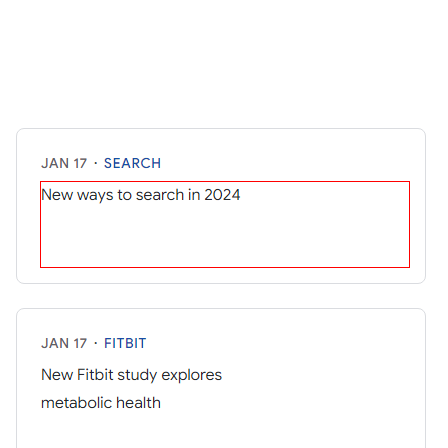 JAN 17 · SEARCH
New ways to search in 2024
JAN 17 · FITBIT
New Fitbit study explores
metabolic health